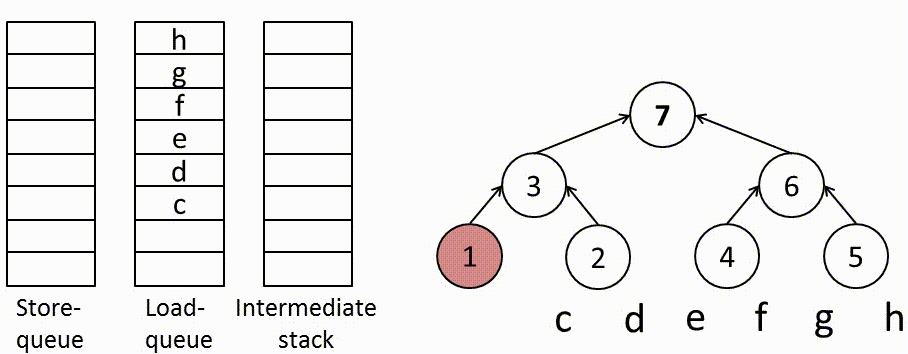 h
g
f
e
d
c
Store-
queue
Load-
queue
Intermediate
stack
7
3
6
1
2
4
5
c d e f g h